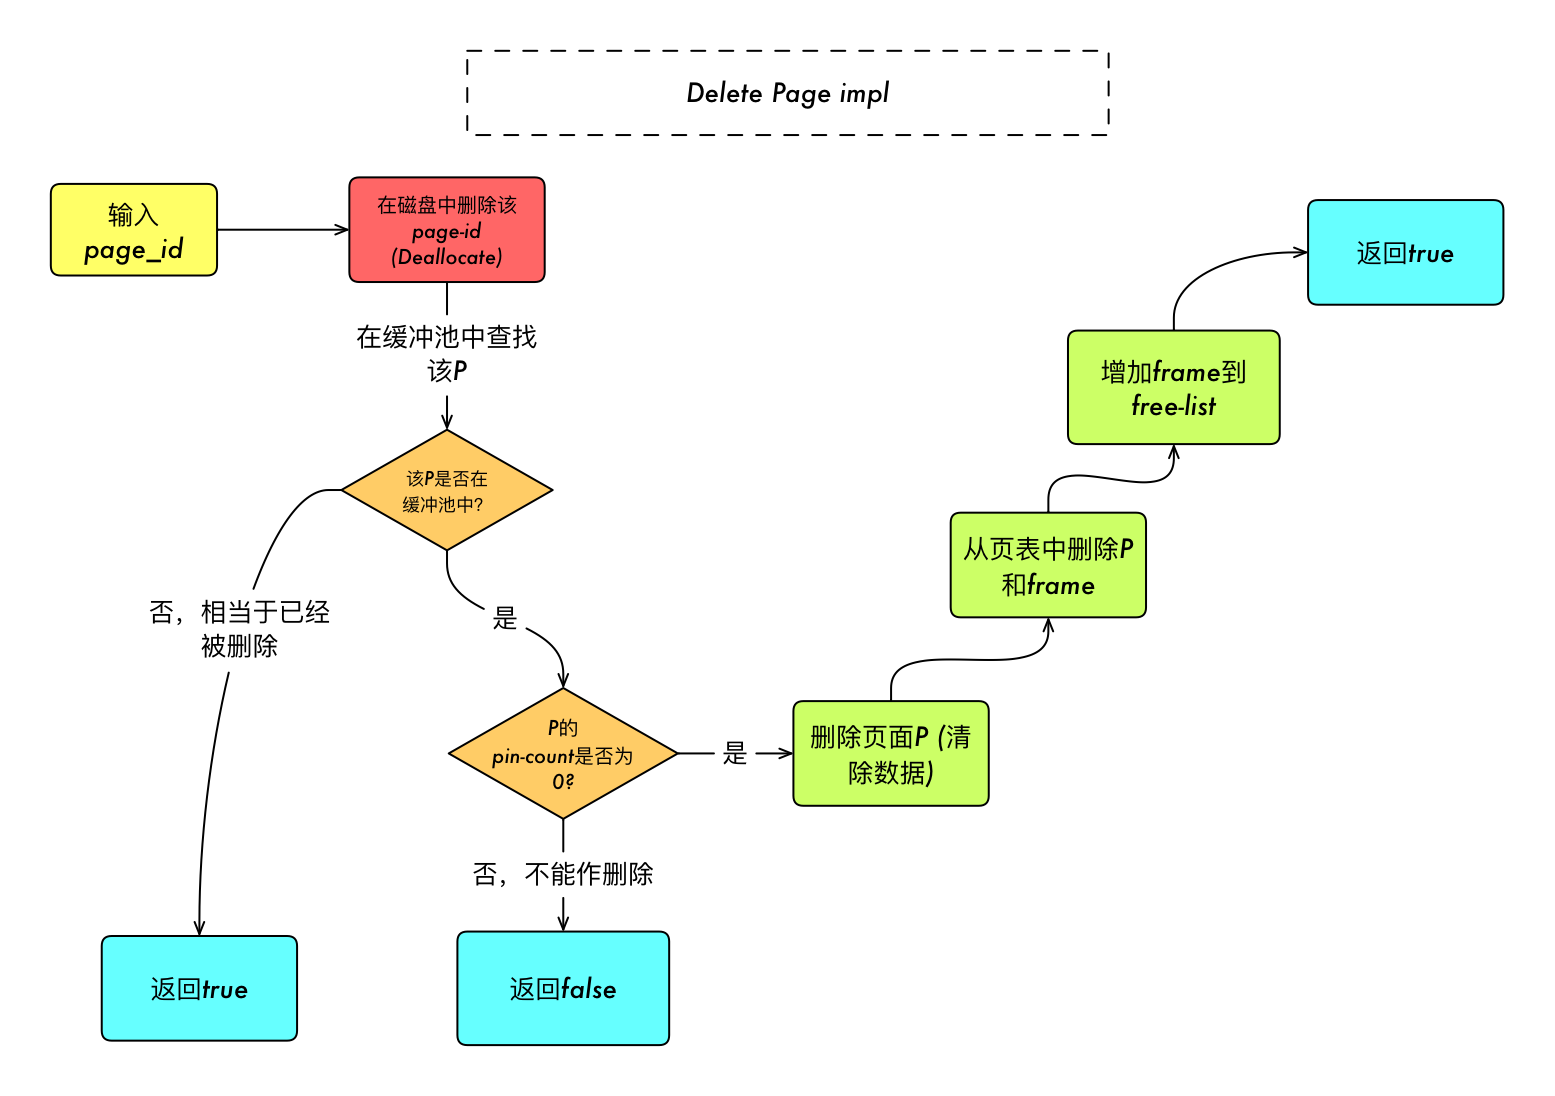 Delete Page impl
输入
page_id
在磁盘中删除该
page-id
(Deallocate)
在缓冲池中查找
该P
该P是否在
缓冲池中?
否，相当于已经
被删除
是
P的
pin-count是否为
0?
是
否，不能作删除
返回true
返回false
删除页面P (清
除数据)
从页表中删除P
和frame
增加frame到
free-list
返回true